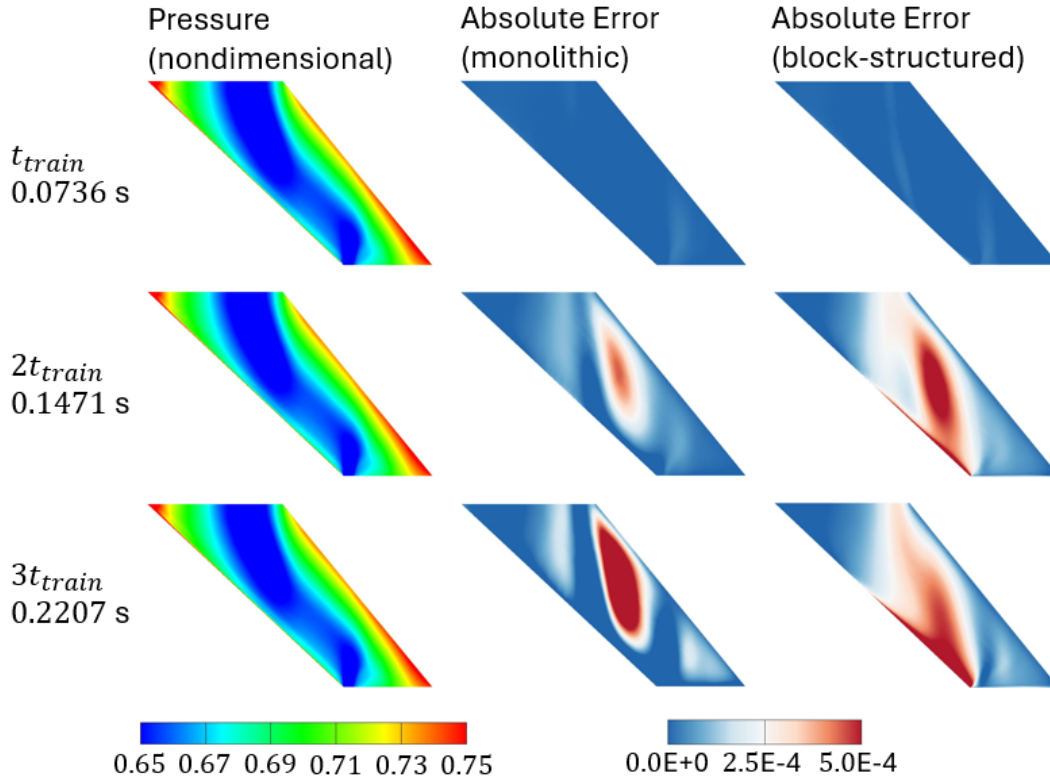 Pressure
(nondimensional)
Absolute Error
(monolithic)
Absolute Error
(block-structured)
t_train
0.0736 s
2t_train
0.1471 s
3t_train
0.2207 s
0.65 0.67 0.69 0.71 0.73 0.75
0.0E+0 2.5E-4 5.0E-4